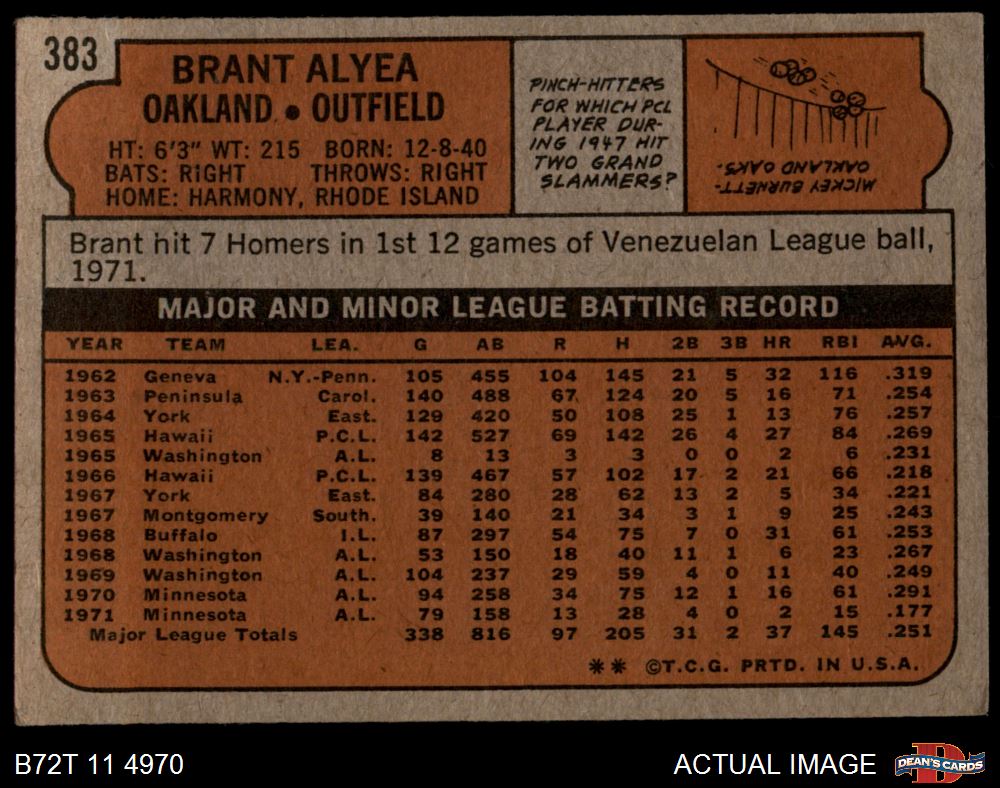 383
BRANT ALYEA
OAKLAND • OUTFIELD
HT: 6'3" WT: 215 BORN: 12-8-40
BATS: RIGHT THROWS: RIGHT
HOME: HARMONY, RHODE ISLAND
PINCH-HITTERS
FOR WHICH PCL
PLAYER DUR-
ING 1947 HIT
TWO GRAND
SLAMMERS?
MICKEY BURNETT-
OAKLAND OAKS.
Brant hit 7 Homers in 1st 12 games of Venezuelan League ball,
1971.
MAJOR AND MINOR LEAGUE BATTING RECORD
YEAR TEAM LEA. G AB R H 2B 3B HR RBI AVG.
1962 Geneva N.Y.-Penn. 105 455 104 145 21 5 32 116 .319
1963 Peninsula Carol. 140 488 67 124 20 5 16 71 .254
1964 York East. 129 420 50 108 25 1 13 76 .257
1965 Hawaii P.C.L. 142 527 69 142 26 4 27 84 .269
1965 Washington A.L. 8 13 3 3 0 0 2 6 .231
1966 Hawaii P.C.L. 139 467 57 102 17 2 21 66 .218
1967 York East. 84 280 28 62 13 2 5 34 .221
1967 Montgomery South. 39 140 21 34 3 1 9 25 .243
1968 Buffalo I.L. 87 297 54 75 7 0 31 61 .253
1968 Washington A.L. 53 150 18 40 11 1 6 23 .267
1969 Washington A.L. 104 237 29 59 4 0 11 40 .249
1970 Minnesota A.L. 94 258 34 75 12 1 16 61 .291
1971 Minnesota A.L. 79 158 13 28 4 0 2 15 .177
Major League Totals 338 816 97 205 31 2 37 145 .251
** ©T.C.G. PRTD. IN U.S.A.
B72T 11 4970
ACTUAL IMAGE
DEAN'S CARDS